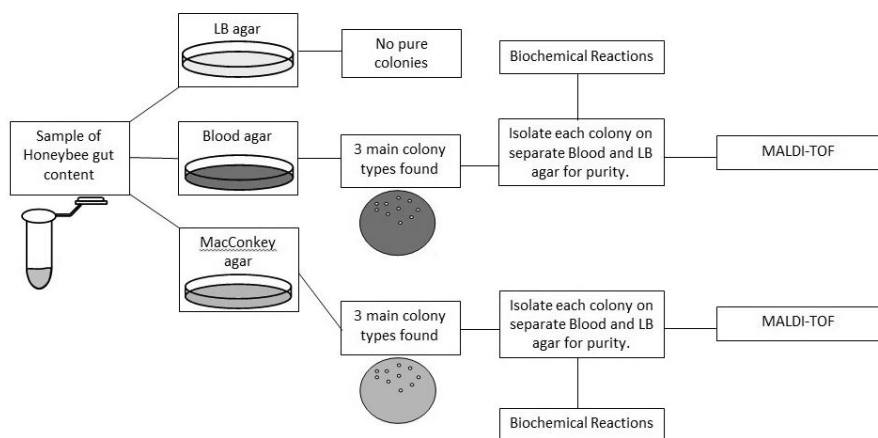 LB agar
No pure
colonies
Biochemical Reactions
Sample of
Honeybee gut
content
Blood agar
3 main colony
types found
Isolate each colony on
separate Blood and LB
agar for purity.
MALDI-TOF
MacConkey
agar
3 main colony
types found
Isolate each colony on
separate Blood and LB
agar for purity.
MALDI-TOF
Biochemical Reactions